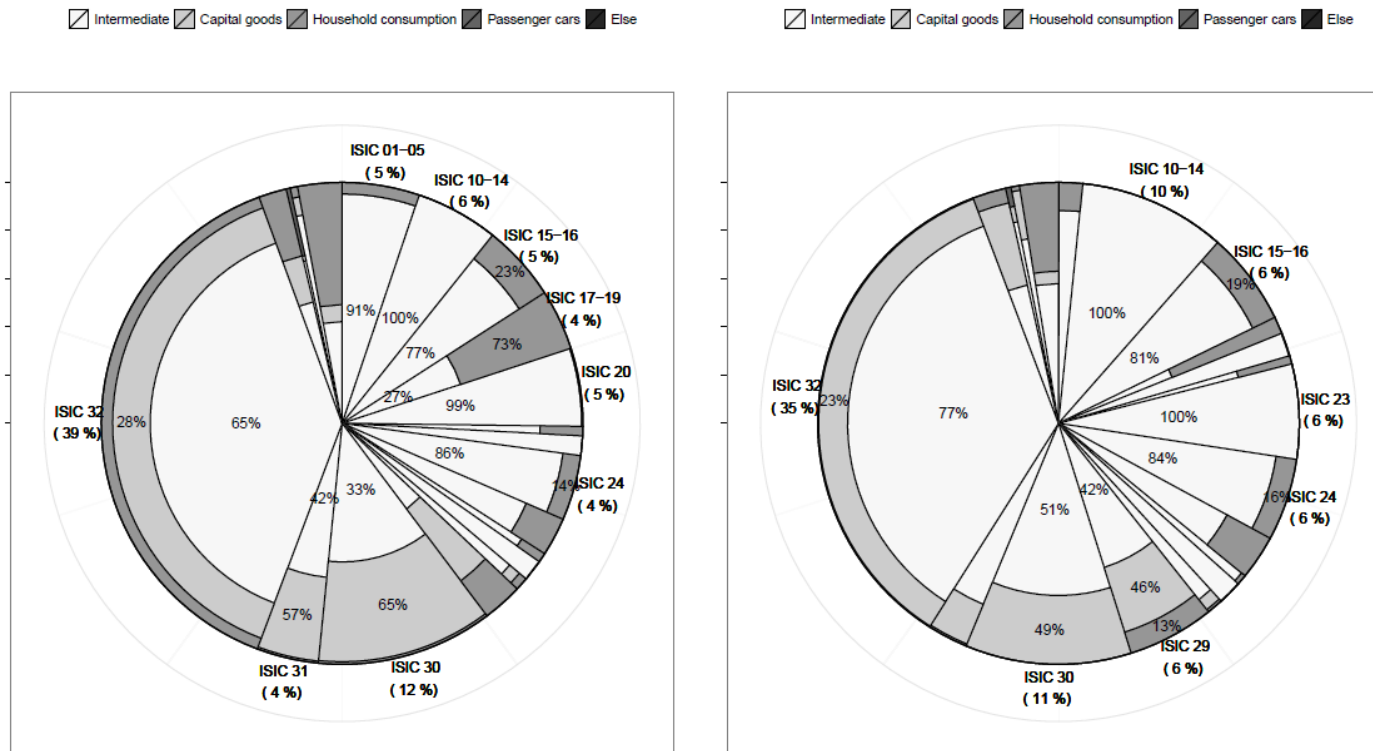 Intermediate Capital goods Household consumption Passenger cars Else
ISIC 01–05
( 5 %)
ISIC 10–14
( 6 %)
ISIC 15–16
( 5 %)
23%
ISIC 17–19
( 4 %)
91%
100%
77%
73%
27%
ISIC 20
( 5 %)
99%
ISIC 32
( 39 %)
28%
65%
86%
14%
ISIC 24
( 4 %)
42%
33%
57%
65%
ISIC 31
( 4 %)
ISIC 30
( 12 %)
Intermediate Capital goods Household consumption Passenger cars Else
ISIC 10–14
( 10 %)
ISIC 15–16
( 6 %)
19%
100%
81%
ISIC 32
( 35 %)
23%
77%
ISIC 23
( 6 %)
100%
84%
16%
ISIC 24
( 6 %)
42%
51%
46%
49%
13%
ISIC 29
( 6 %)
ISIC 30
( 11 %)